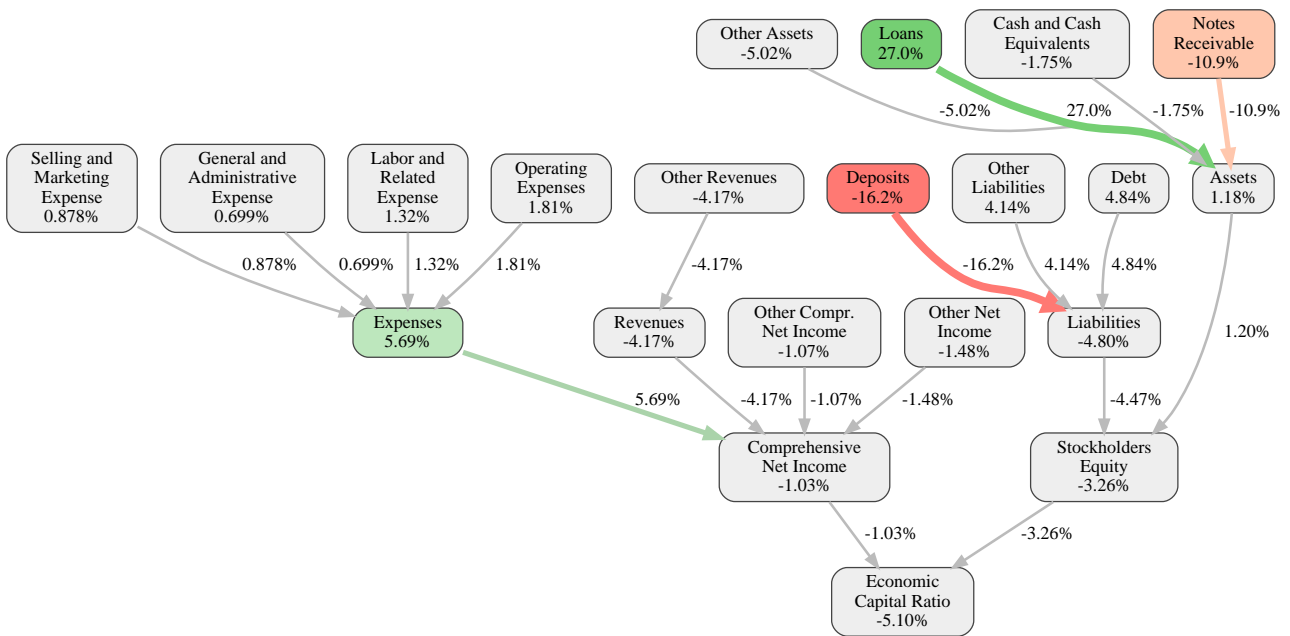 Other Assets
-5.02%
Loans
27.0%
Cash and Cash
Equivalents
-1.75%
Notes
Receivable
-10.9%
-5.02%
27.0%
-1.75%
-10.9%
Selling and
Marketing
Expense
0.878%
General and
Administrative
Expense
0.699%
Labor and
Related
Expense
1.32%
Operating
Expenses
1.81%
Other Revenues
-4.17%
Deposits
-16.2%
Other
Liabilities
4.14%
Debt
4.84%
Assets
1.18%
0.878%
0.699%
1.32%
1.81%
-4.17%
-16.2%
4.14%
4.84%
1.20%
Expenses
5.69%
Revenues
-4.17%
Other Compr.
Net Income
-1.07%
Other Net
Income
-1.48%
Liabilities
-4.80%
5.69%
-4.17%
-1.07%
-1.48%
-4.47%
Comprehensive
Net Income
-1.03%
Stockholders
Equity
-3.26%
-1.03%
-3.26%
Economic
Capital Ratio
-5.10%